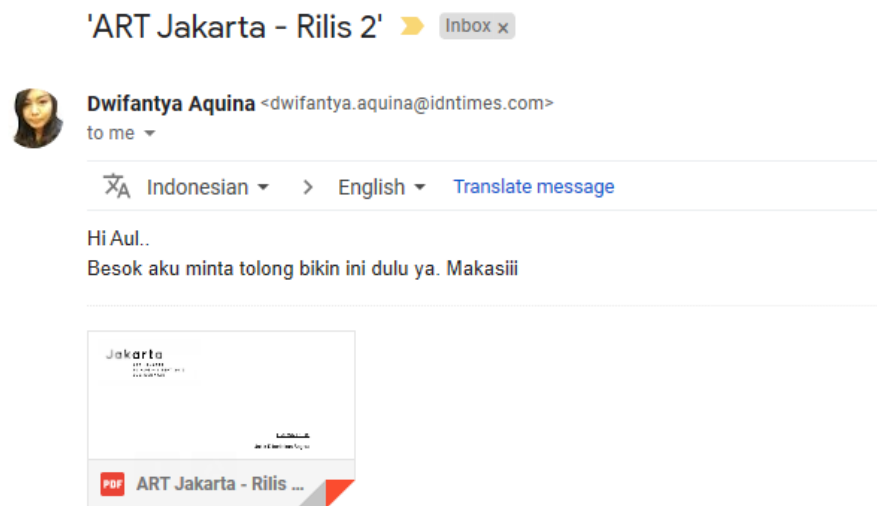 'ART Jakarta - Rilis 2' Inbox x
Dwifantya Aquina <dwifantya.aquina@idntimes.com>
to me
Indonesian > English Translate message
Hi Aul..
Besok aku minta tolong bikin ini dulu ya. Makasiii
Jakarta
PDF ART Jakarta - Rilis ...